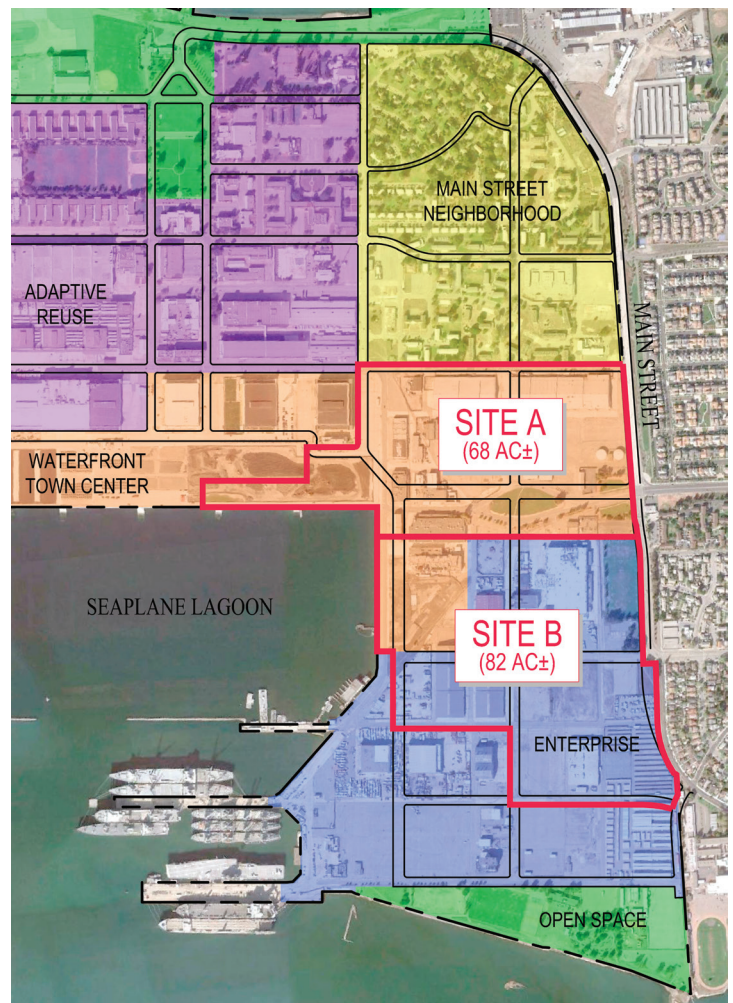 MAIN STREET
NEIGHBORHOOD
ADAPTIVE
REUSE
MAIN STREET
SITE A
(68 AC±)
WATERFRONT
TOWN CENTER
SEAPLANE LAGOON
SITE B
(82 AC±)
ENTERPRISE
OPEN SPACE